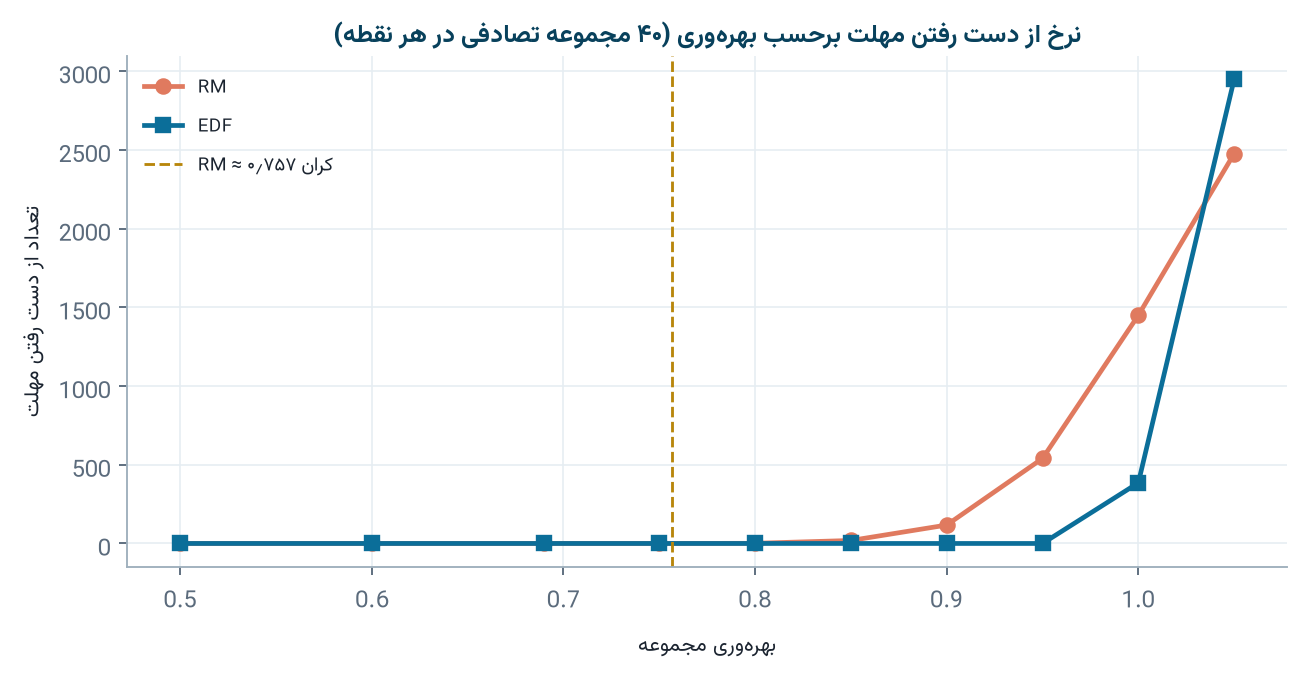 نرخ از دست رفتن مهلت برحسب بهره‌وری (۴۰ مجموعه تصادفی در هر نقطه)
RM
EDF
کران RM ≈ ۰٫۷۵۷
تعداد از دست رفتن مهلت
3000
2500
2000
1500
1000
500
0
0.5 0.6 0.7 0.8 0.9 1.0
بهره‌وری مجموعه